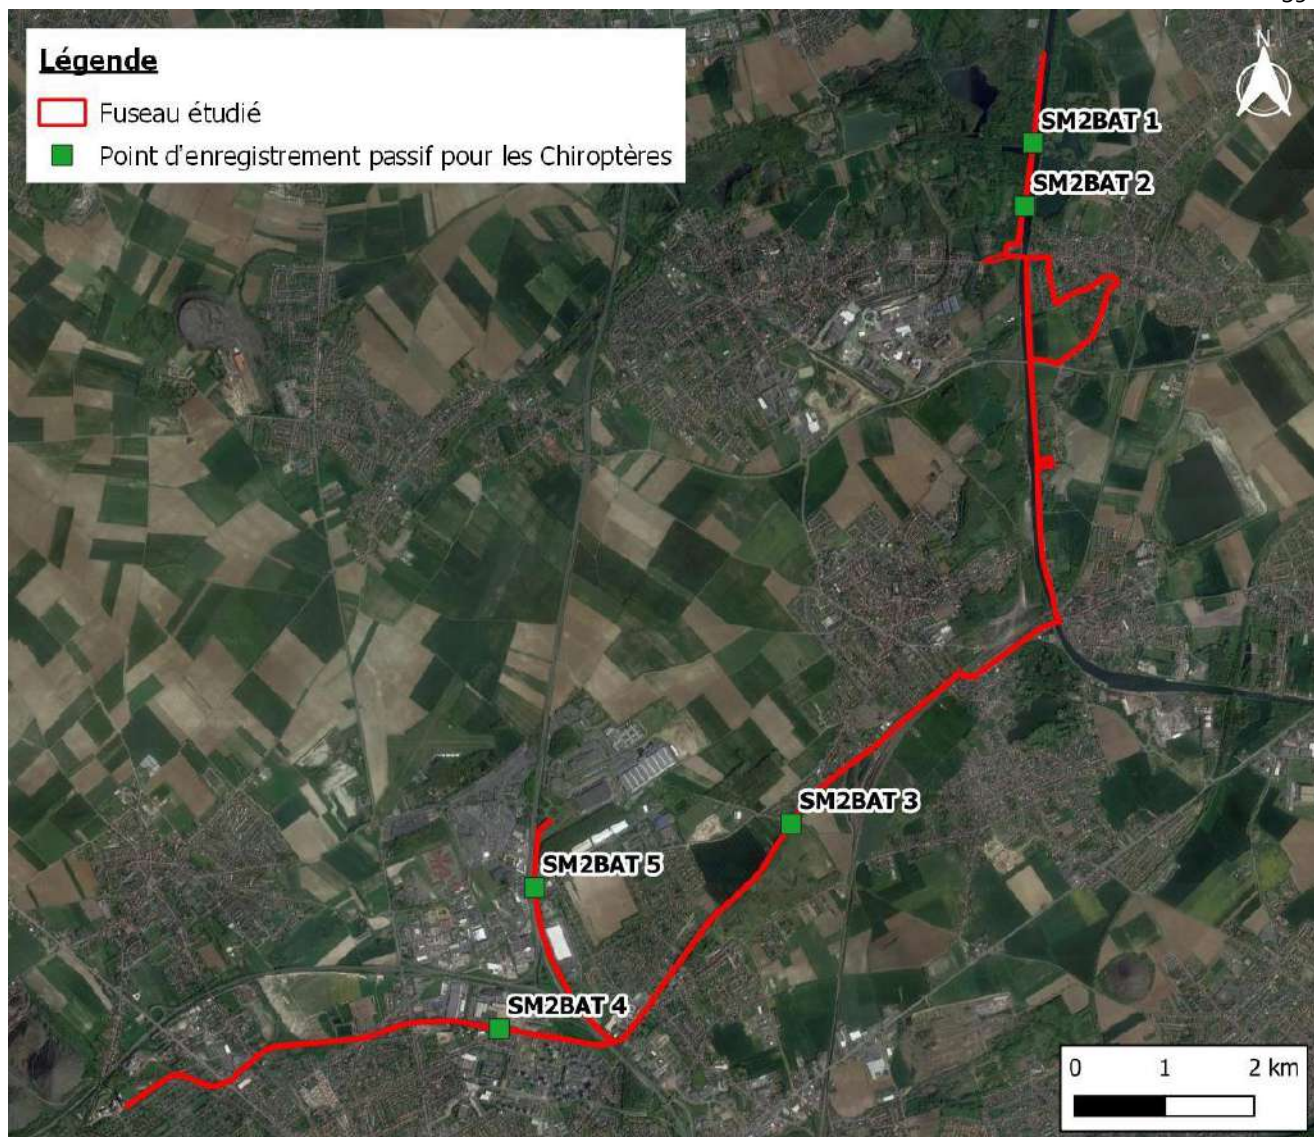 Légende
Fuseau étudié
Point d'enregistrement passif pour les Chiroptères
N
SM2BAT 1
SM2BAT 2
SM2BAT 3
SM2BAT 5
SM2BAT 4
0 1 2 km